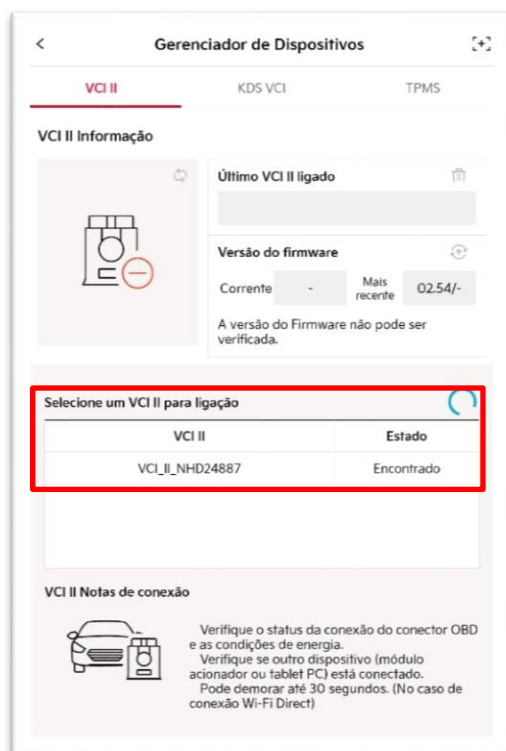 < Gerenciador de Dispositivos [+]
VCI II KDS VCI TPMS
VCI II Informação
Último VCI II ligado
Versão do firmware
Corrente - Mais recente 02.54/-
A versão do Firmware não pode ser
verificada.
Selecione um VCI II para ligação
VCI II Estado
VCI_II_NHD24887 Encontrado
VCI II Notas de conexão
Verifique o status da conexão do conector OBD
e as condições de energia.
Verifique se outro dispositivo (módulo
acionador ou tablet PC) está conectado.
Pode demorar até 30 segundos. (No caso de
conexão Wi-Fi Direct)